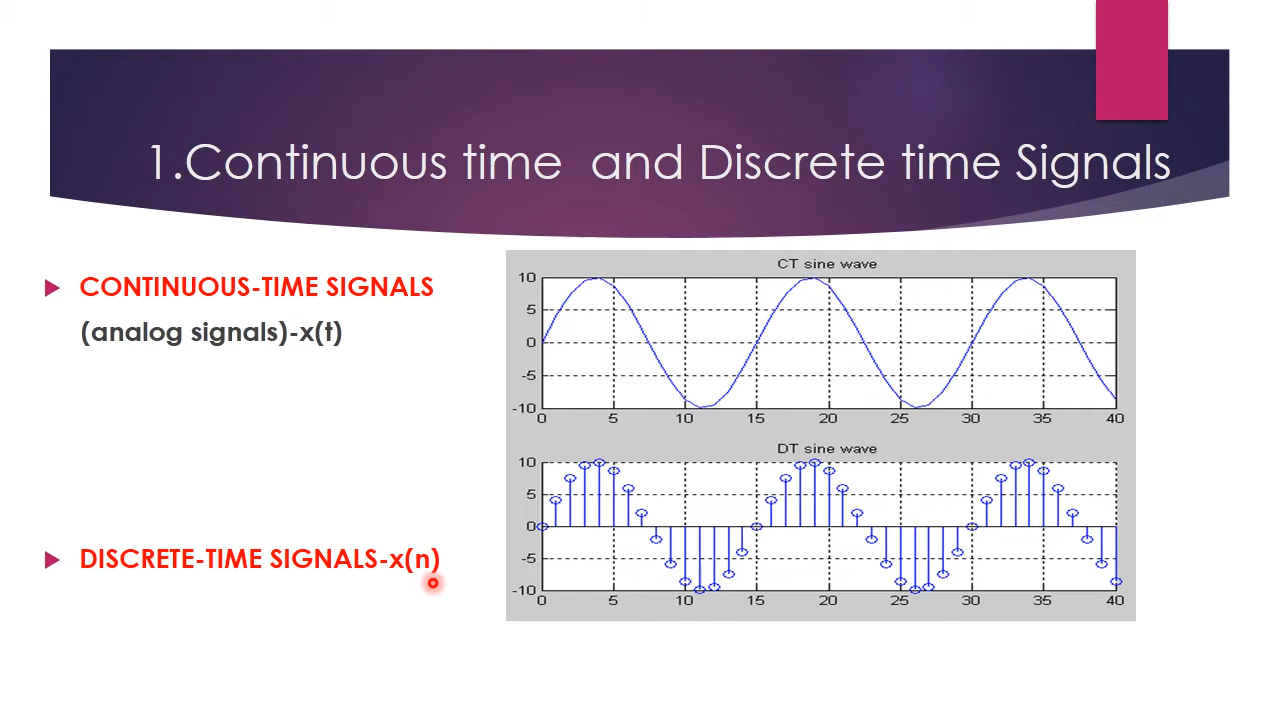 1.Continuous time and Discrete time Signals
CONTINUOUS-TIME SIGNALS
(analog signals)-x(t)
DISCRETE-TIME SIGNALS-x(n)
CT sine wave
10
5
0
-5
-10
0 5 10 15 20 25 30 35 40
DT sine wave
10
5
0
-5
-10
0 5 10 15 20 25 30 35 40